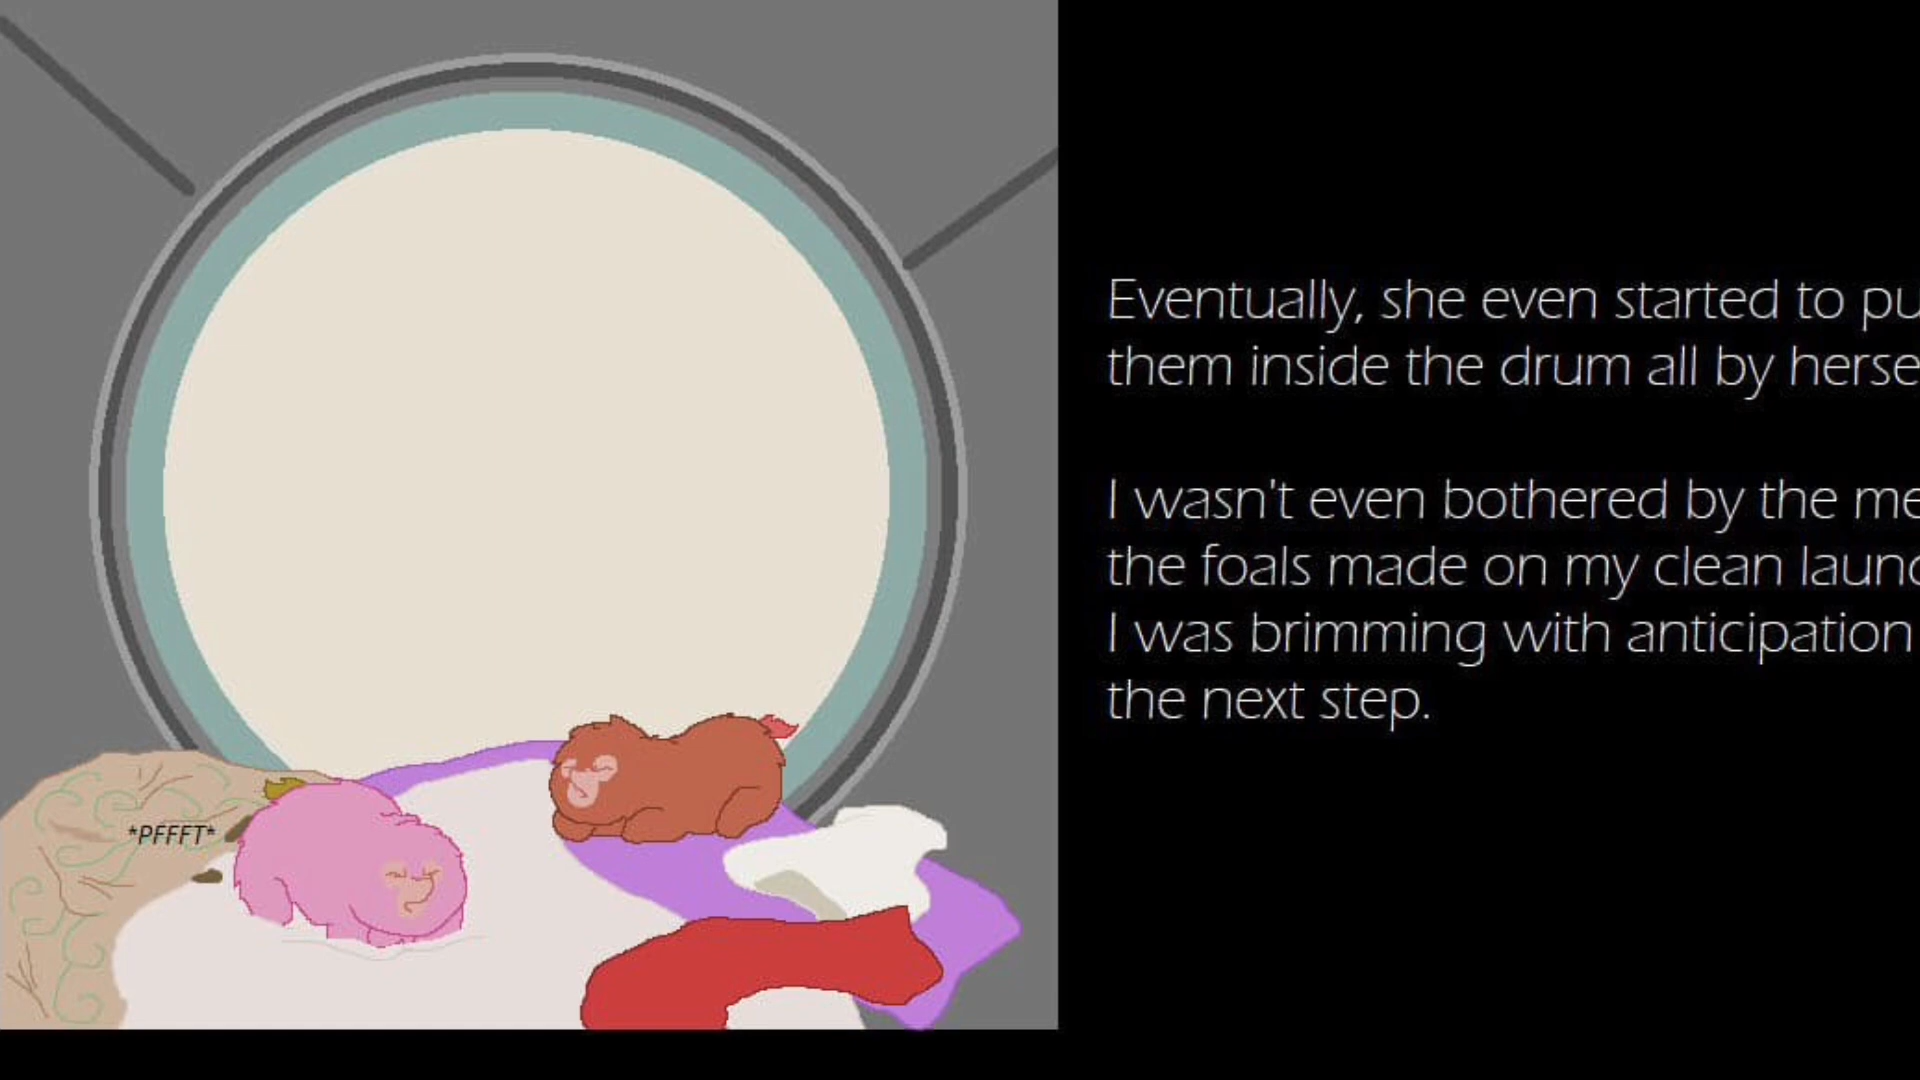 *PFFFT*
Eventually, she even started to
them inside the drum all by
I wasn't even bothered by the
the foals made on my clean
I was brimming with anticipation
the next step.